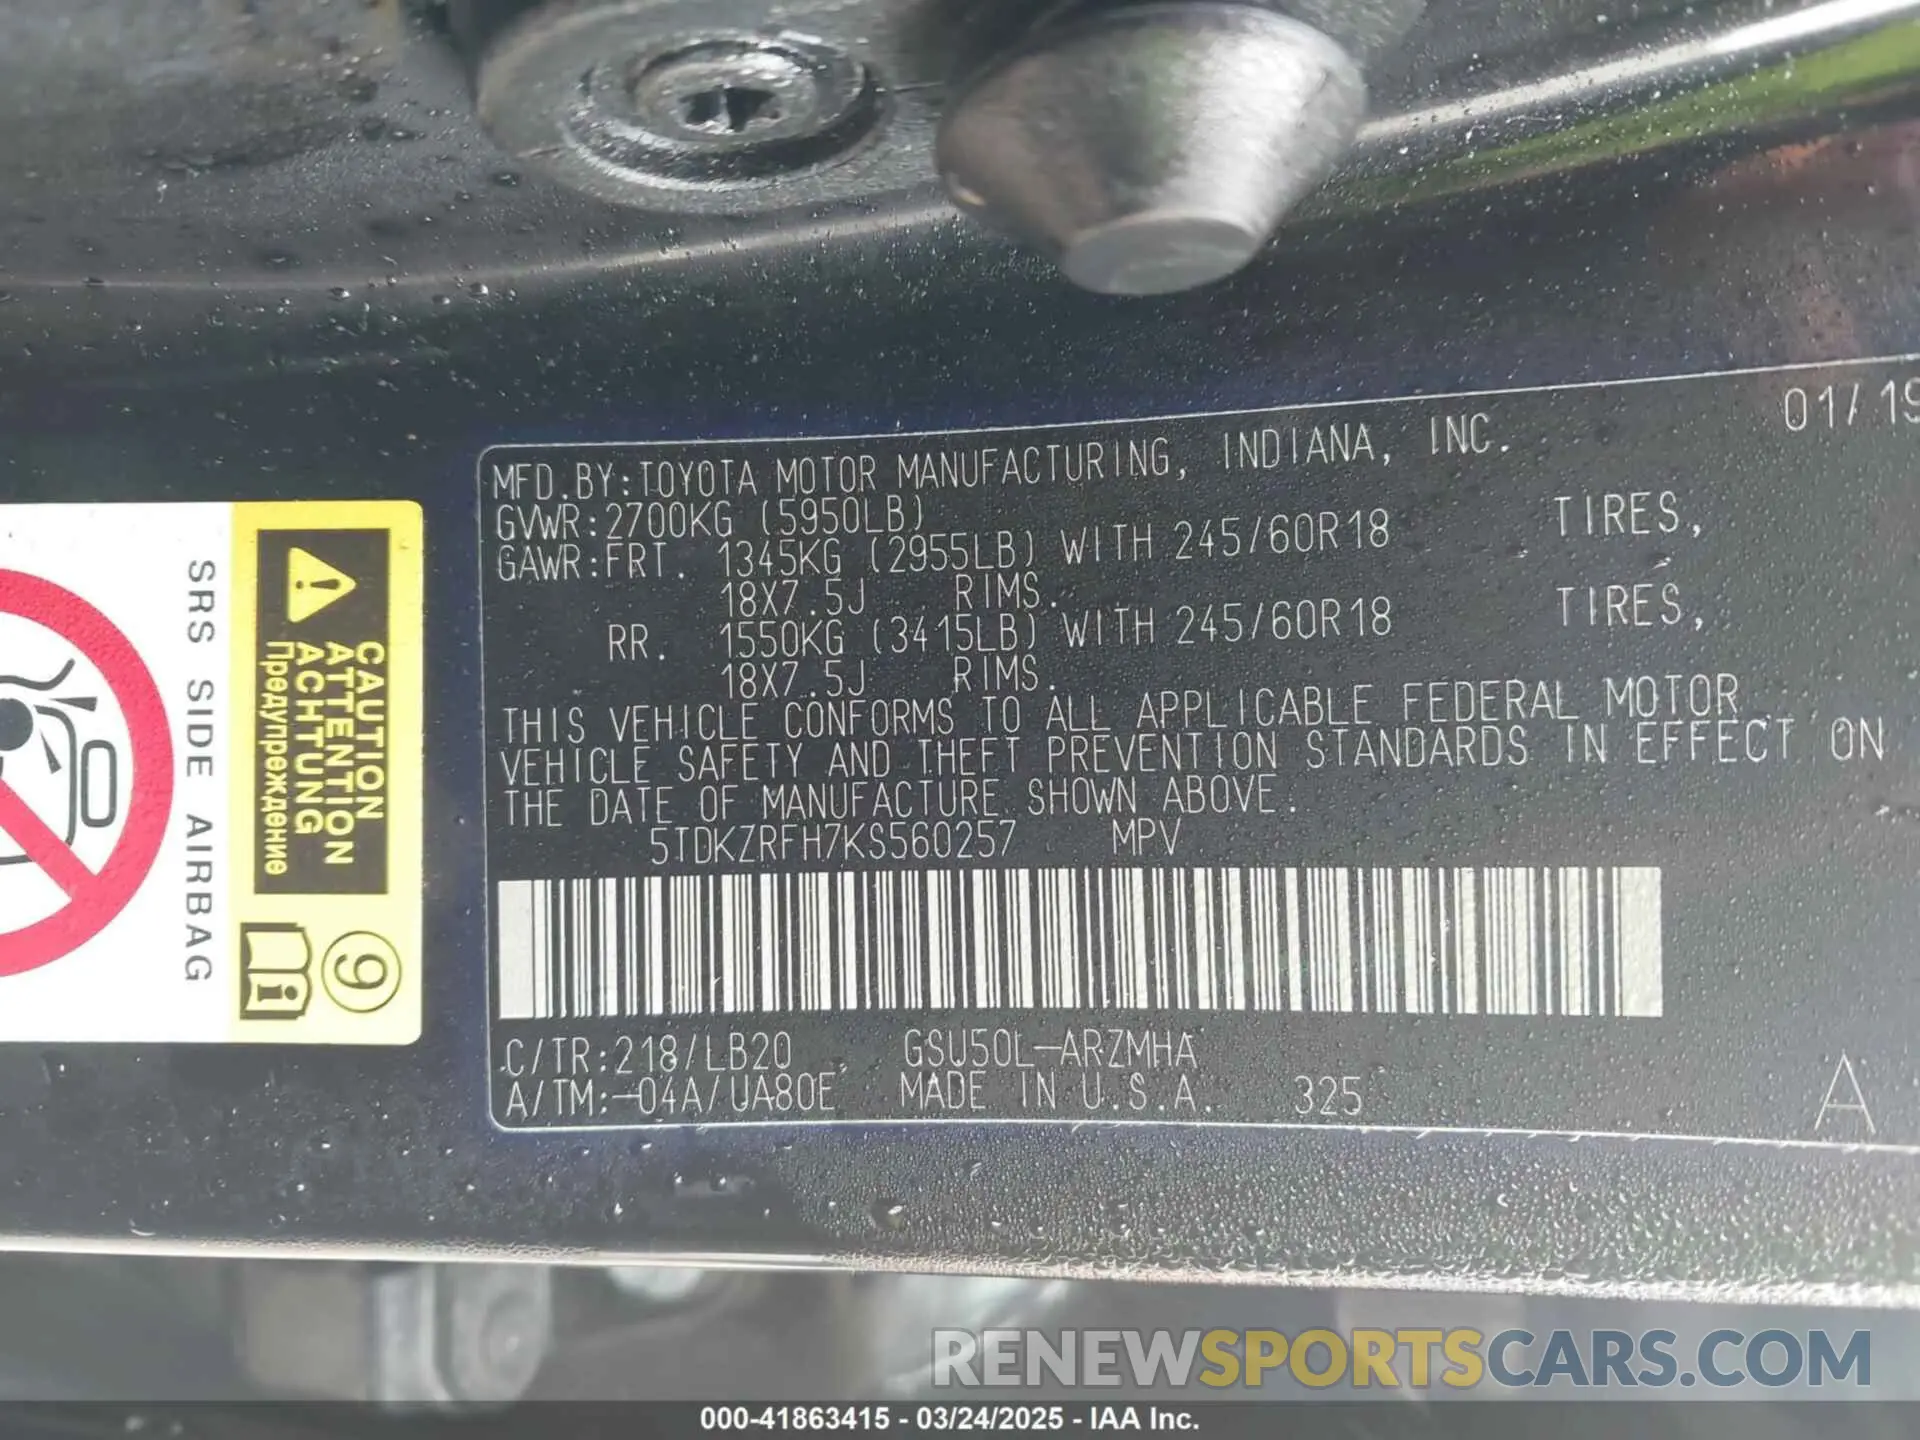 01/19
MFD.BY:TOYOTA MOTOR MANUFACTURING, INDIANA, INC.
GVWR:2700KG (5950LB)
GAWR:FRT. 1345KG (2955LB) WITH 245/60R18 TIRES,
18X7.5J RIMS.
RR. 1550KG (3415LB) WITH 245/60R18 TIRES,
18X7.5J RIMS.
THIS VEHICLE CONFORMS TO ALL APPLICABLE FEDERAL MOTOR
VEHICLE SAFETY AND THEFT PREVENTION STANDARDS IN EFFECT ON
THE DATE OF MANUFACTURE SHOWN ABOVE.
5TDKZRFH7KS560257 MPV
C/TR:218/LB20 GSU50L-ARZMHA
A/TM:-04A/UA80E MADE IN U.S.A. 325
A
CAUTION
ATTENTION
ACHTUNG
Предупреждение
9
i
SRS SIDE AIRBAG
RENEWSPORTSCARS.COM
000-41863415 - 03/24/2025 - IAA Inc.